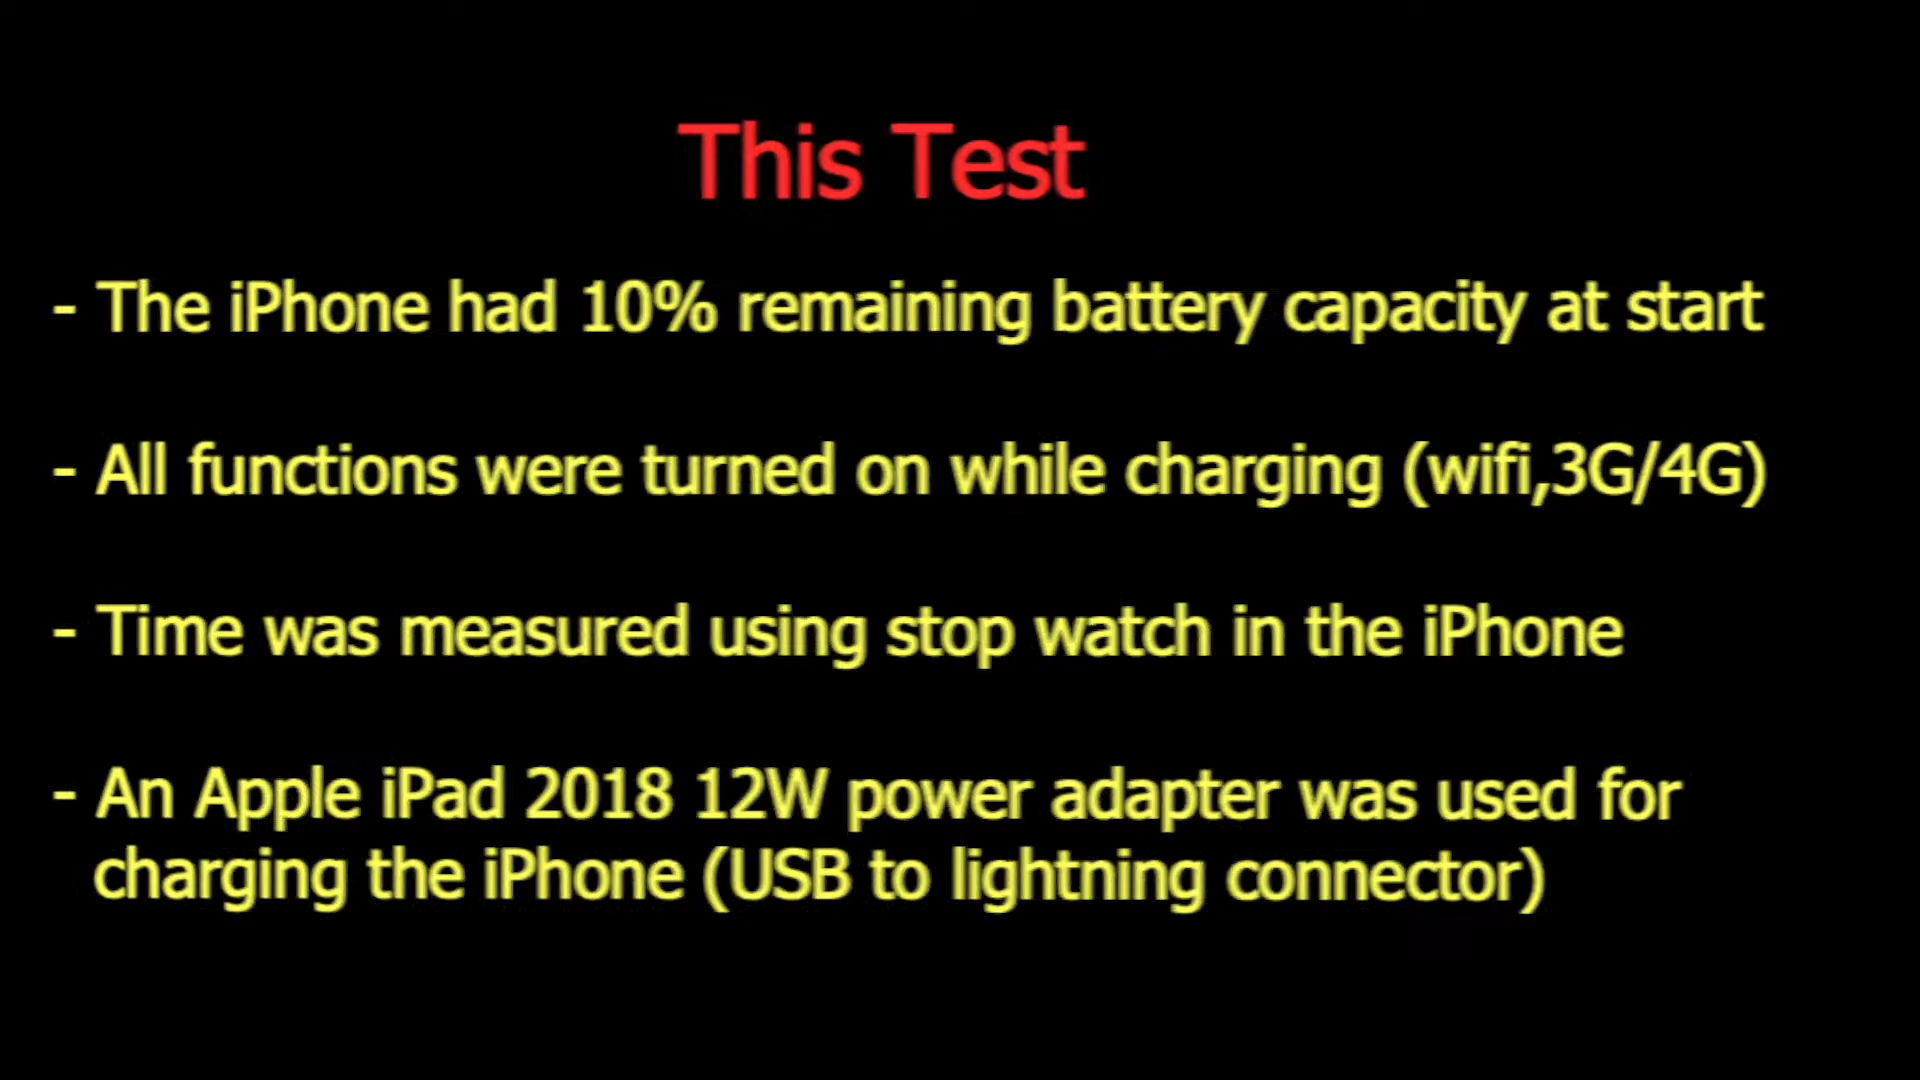 This Test
- The iPhone had 10% remaining battery capacity at start
- All functions were turned on while charging (wifi,3G/4G)
- Time was measured using stop watch in the iPhone
- An Apple iPad 2018 12W power adapter was used for
charging the iPhone (USB to lightning connector)